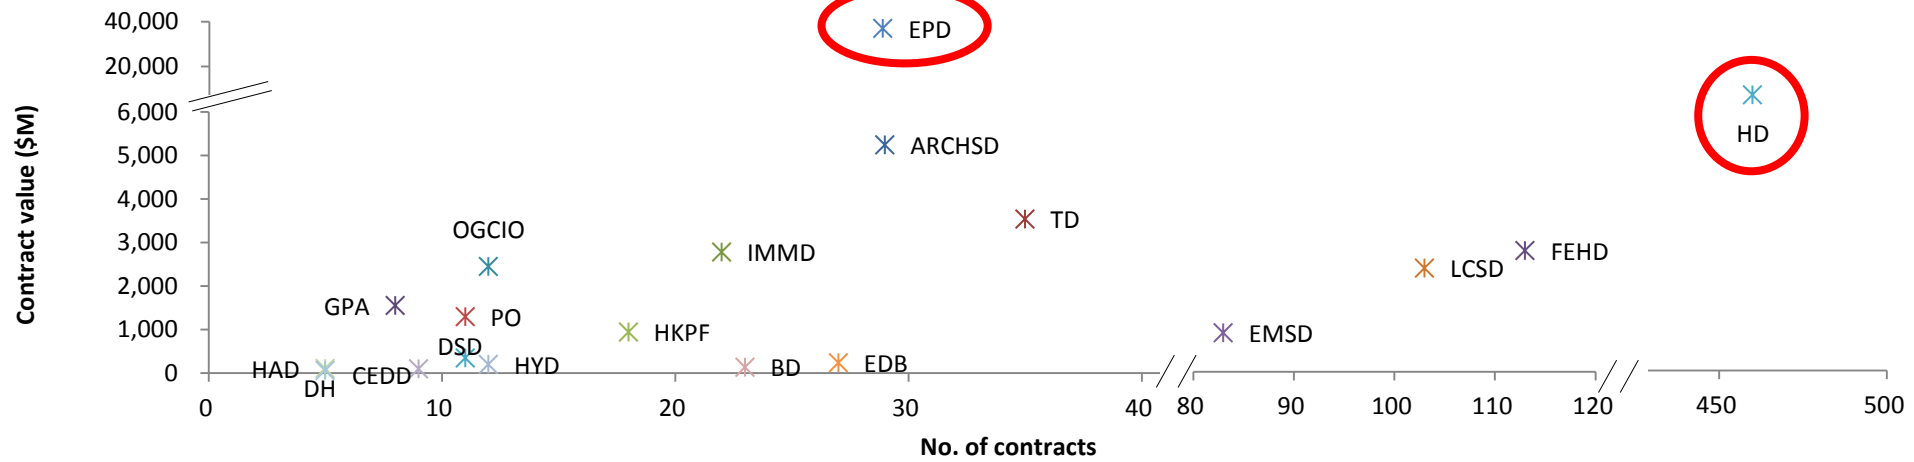 40,000
20,000
6,000
5,000
4,000
3,000
2,000
1,000
0
Contract value ($M)
EPD
HD
ARCHSD
TD
OGCIO
IMMD
FEHD
LCSD
GPA
PO
HKPF
EMSD
DSD
HYD
BD
EDB
HAD
DH
CEDD
0
10
20
30
40
80
90
100
110
120
450
500
No. of contracts